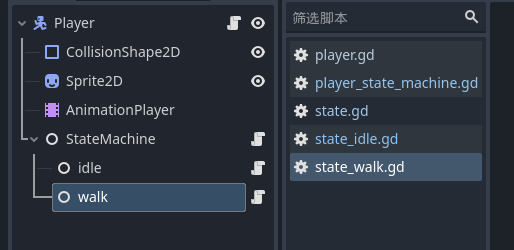 Player
CollisionShape2D
Sprite2D
AnimationPlayer
StateMachine
idle
walk
筛选脚本
player.gd
player_state_machine.gd
state.gd
state_idle.gd
state_walk.gd